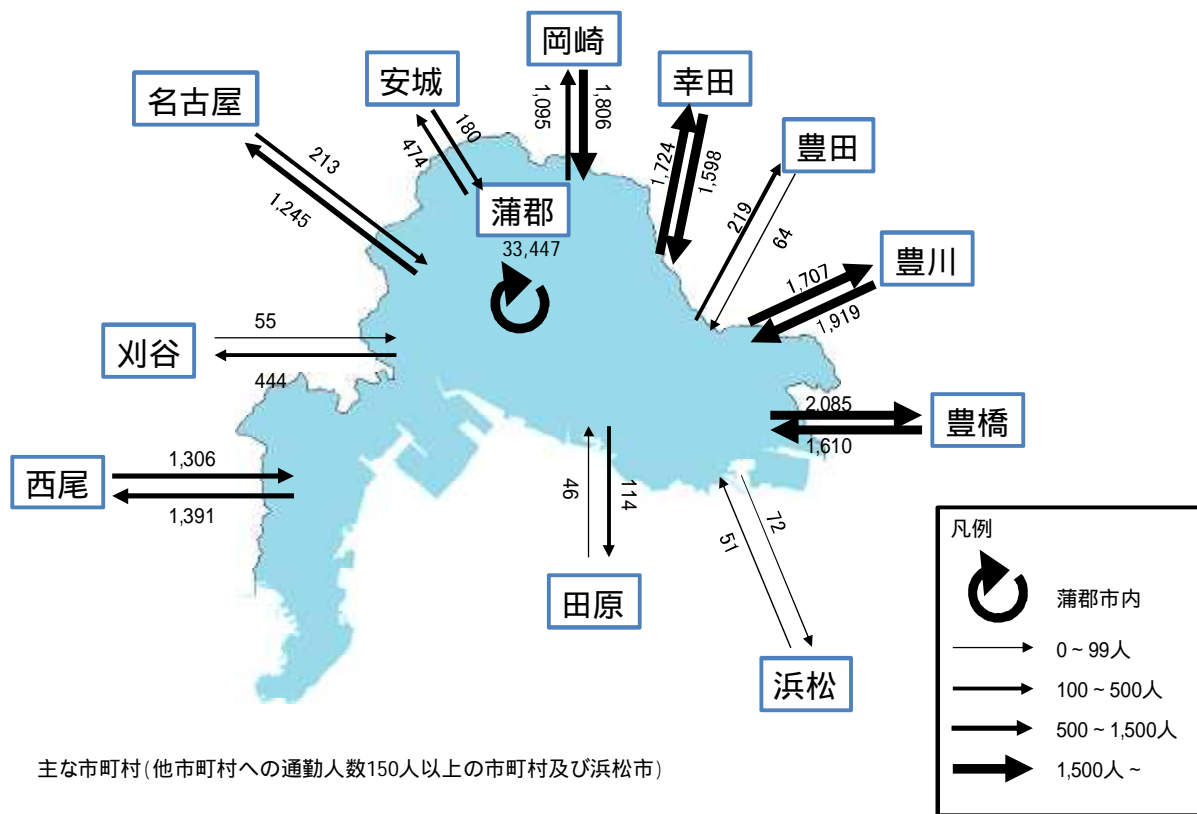 岡崎
1,095
1,806
安城
180
474
幸田
1,724
1,598
名古屋
213
1,245
豊田
219
64
蒲郡
33,447
豊川
1,707
1,919
刈谷
55
444
豊橋
2,085
1,610
西尾
1,306
1,391
田原
46
114
浜松
51
72
凡例
蒲郡市内
0～99人
100～500人
500～1,500人
1,500人～
主な市町村(他市町村への通勤人数150人以上の市町村及び浜松市)